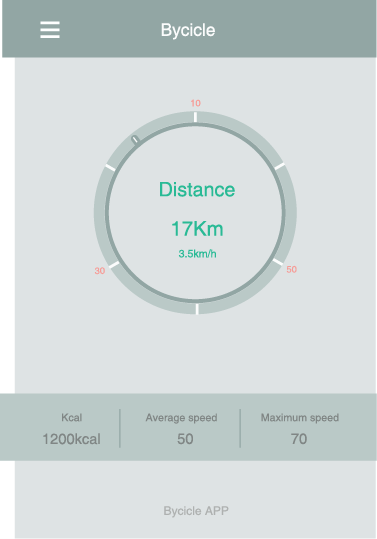 Bycicle
10
Distance
17Km
3.5km/h
30
50
Kcal
Average speed
Maximum speed
1200kcal
50
70
Bycicle APP